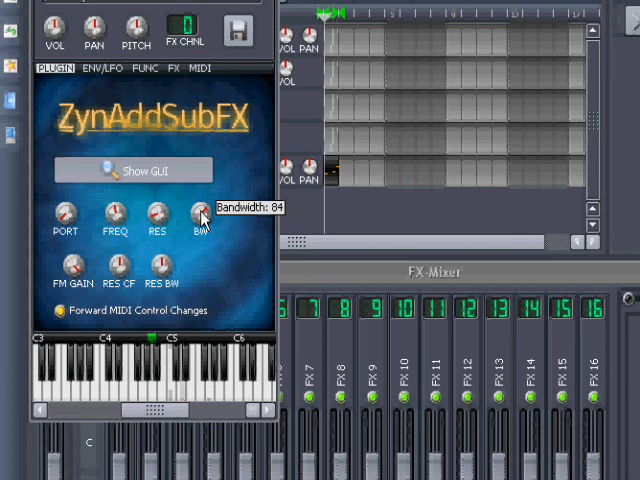 VOL PAN PITCH FX CHNL
0
PLUGIN ENV/LFO FUNC FX MIDI
ZynAddSubFX
Show GUI
Bandwidth: 84
PORT FREQ RES BW
FM GAIN RES CF RES BW
Forward MIDI Control Changes
C3 C4 C5 C6
VOL PAN
VOL
VOL PAN
FX-Mixer
7 8 9 10 11 12 13 14 15 16
FX 7 FX 8 FX 9 FX 10 FX 11 FX 12 FX 13 FX 14 FX 15 FX 16
C